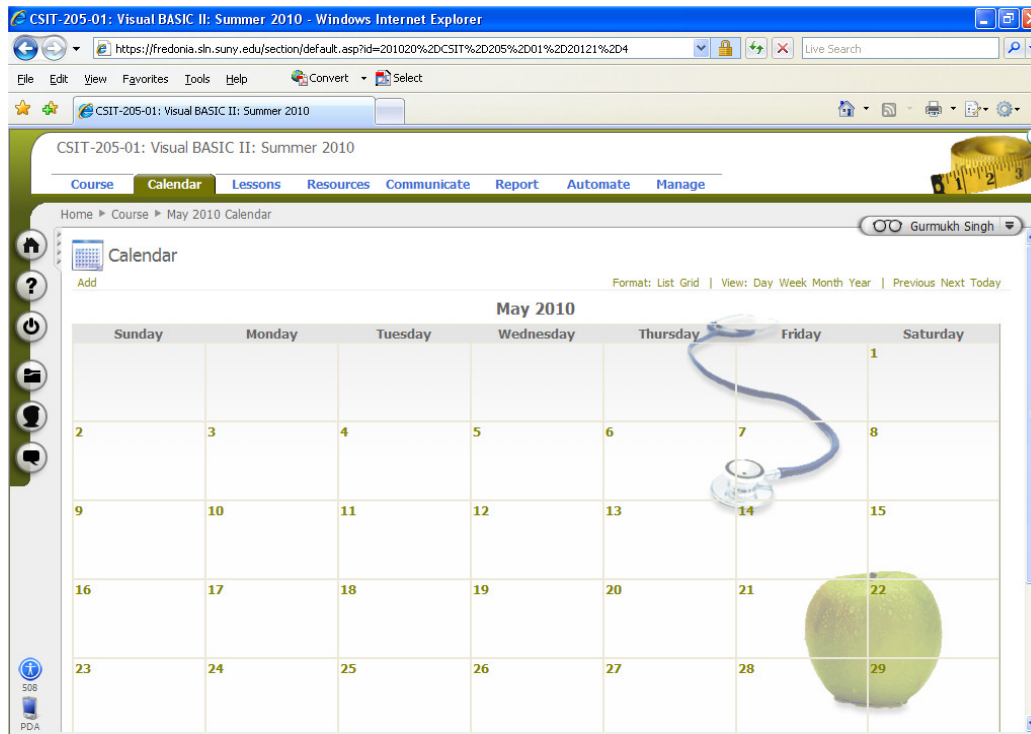 CSIT-205-01: Visual BASIC II: Summer 2010 - Windows Internet Explorer
https://fredonia.sln.suny.edu/section/default.asp?id=201020%2DCSIT%2D205%2D01%2D20121%2D4
Live Search
File Edit View Favorites Tools Help Convert Select
CSIT-205-01: Visual BASIC II: Summer 2010
CSIT-205-01: Visual BASIC II: Summer 2010
Course Calendar Lessons Resources Communicate Report Automate Manage
1 2 3
Home ▶ Course ▶ May 2010 Calendar
Gurmukh Singh
Calendar
Add Format: List Grid | View: Day Week Month Year | Previous Next Today
May 2010
Sunday Monday Tuesday Wednesday Thursday Friday Saturday
1
2 3 4 5 6 7 8
9 10 11 12 13 14 15
16 17 18 19 20 21 22
23 24 25 26 27 28 29
508
PDA